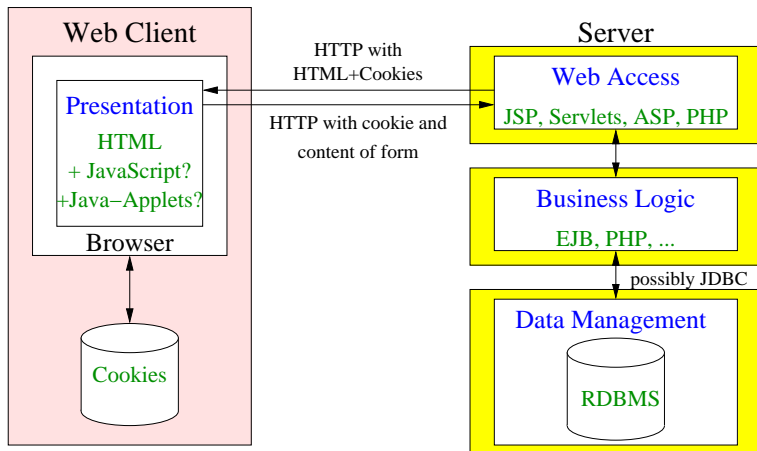 Web Client
Presentation
HTML
+ JavaScript?
+Java−Applets?
Browser
Cookies
HTTP with
HTML+Cookies
HTTP with cookie and
content of form
Server
Web Access
JSP, Servlets, ASP, PHP
Business Logic
EJB, PHP, ...
possibly JDBC
Data Management
RDBMS